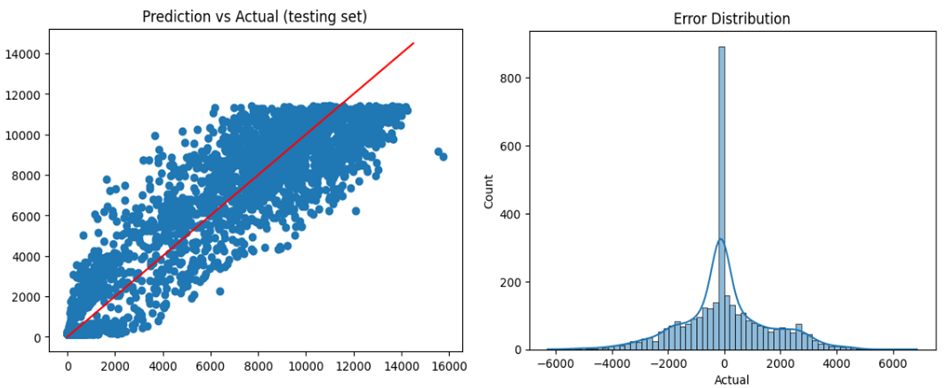 Prediction vs Actual (testing set)
14000
12000
10000
8000
6000
4000
2000
0
0 2000 4000 6000 8000 10000 12000 14000 16000
Error Distribution
Count
800
600
400
200
0
−6000 −4000 −2000 0 2000 4000 6000
Actual